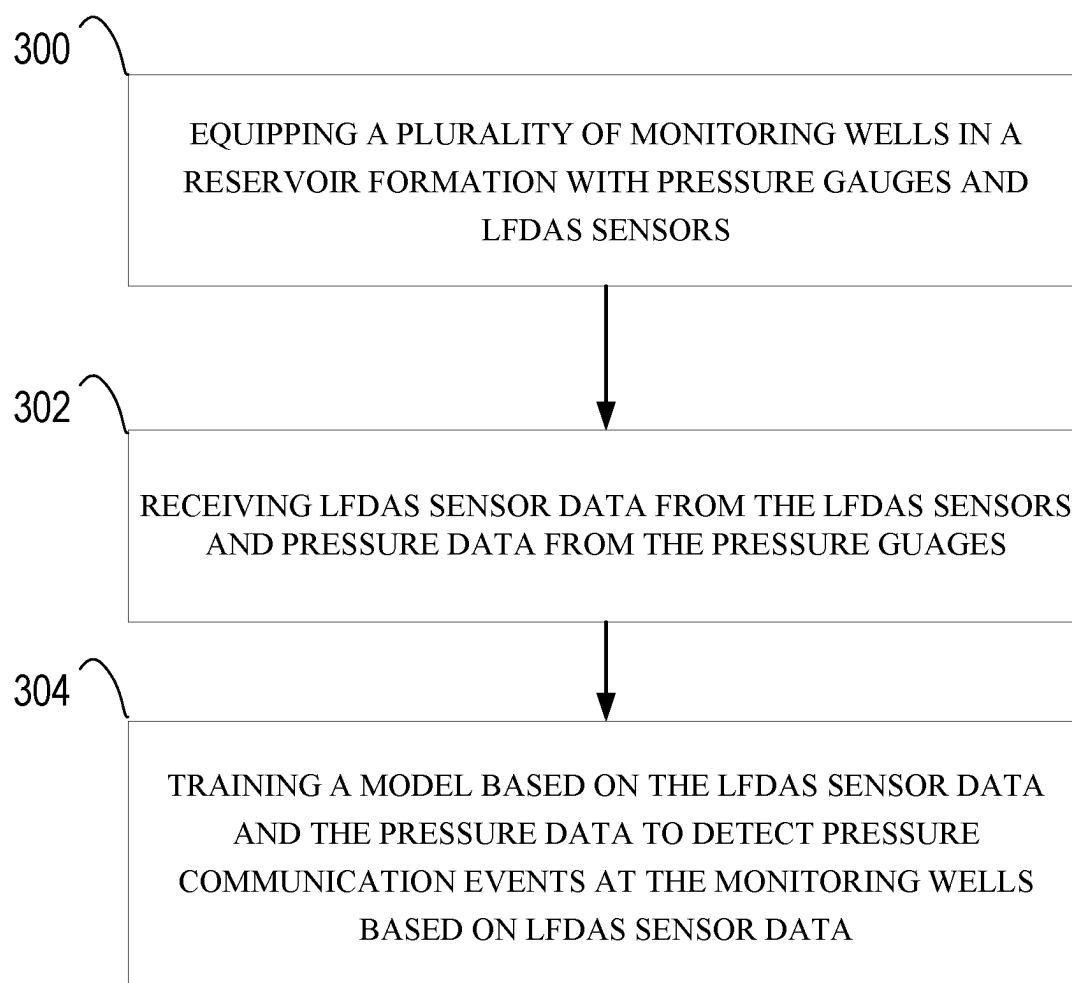 300
EQUIPPING A PLURALITY OF MONITORING WELLS IN A
RESERVOIR FORMATION WITH PRESSURE GAUGES AND
LFDAS SENSORS
302
RECEIVING LFDAS SENSOR DATA FROM THE LFDAS SENSORS
AND PRESSURE DATA FROM THE PRESSURE GUAGES
304
TRAINING A MODEL BASED ON THE LFDAS SENSOR DATA
AND THE PRESSURE DATA TO DETECT PRESSURE
COMMUNICATION EVENTS AT THE MONITORING WELLS
BASED ON LFDAS SENSOR DATA